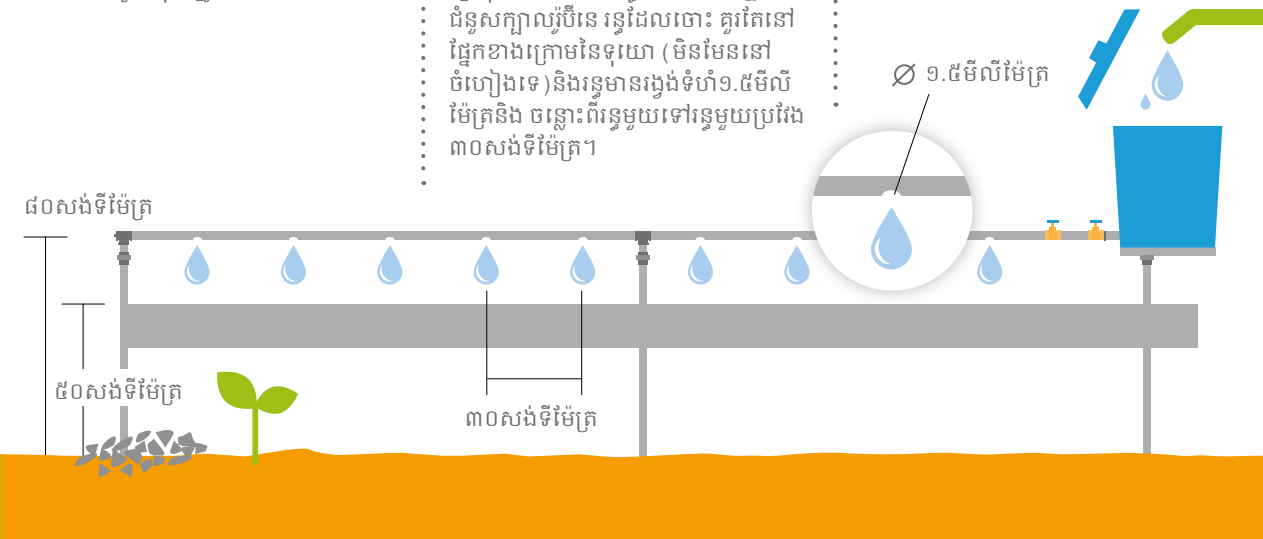 ជំនួសក្បាលរ៉ូប៊ីនេ រន្ធដែលចោះ គួរតែនៅ
ផ្នែកខាងក្រោមនៃទុយោ (មិនមែននៅ
ចំហៀងទេ)និងរន្ធមានរង្វង់ទំហំ១.៥មីលី
ម៉ែត្រនិង ចន្លោះពីរន្ធមួយទៅរន្ធមួយប្រវែង
៣០សង់ទីម៉ែត្រ។
១.៥មីលីម៉ែត្រ
៨០សង់ទីម៉ែត្រ
៥០សង់ទីម៉ែត្រ
៣០សង់ទីម៉ែត្រ